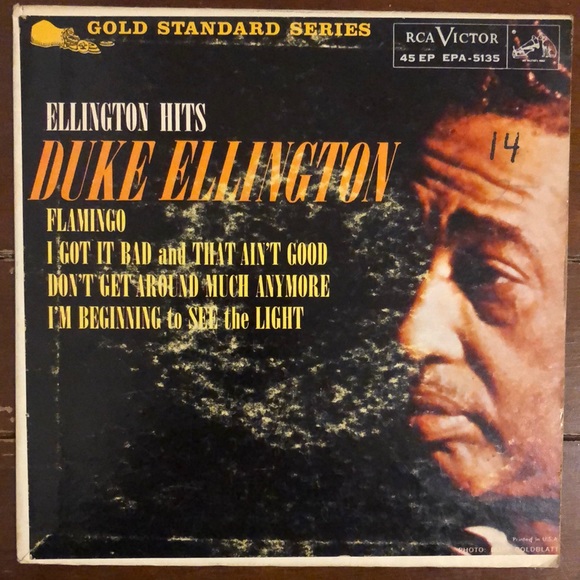 GOLD STANDARD SERIES
RCA VICTOR
45 EP EPA-5135
ELLINGTON HITS
DUKE ELLINGTON
14
FLAMINGO
I GOT IT BAD and THAT AIN'T GOOD
DON'T GET AROUND MUCH ANYMORE
I'M BEGINNING to SEE the LIGHT
Printed in U.S.A.
PHOTO: GOLDBLATT